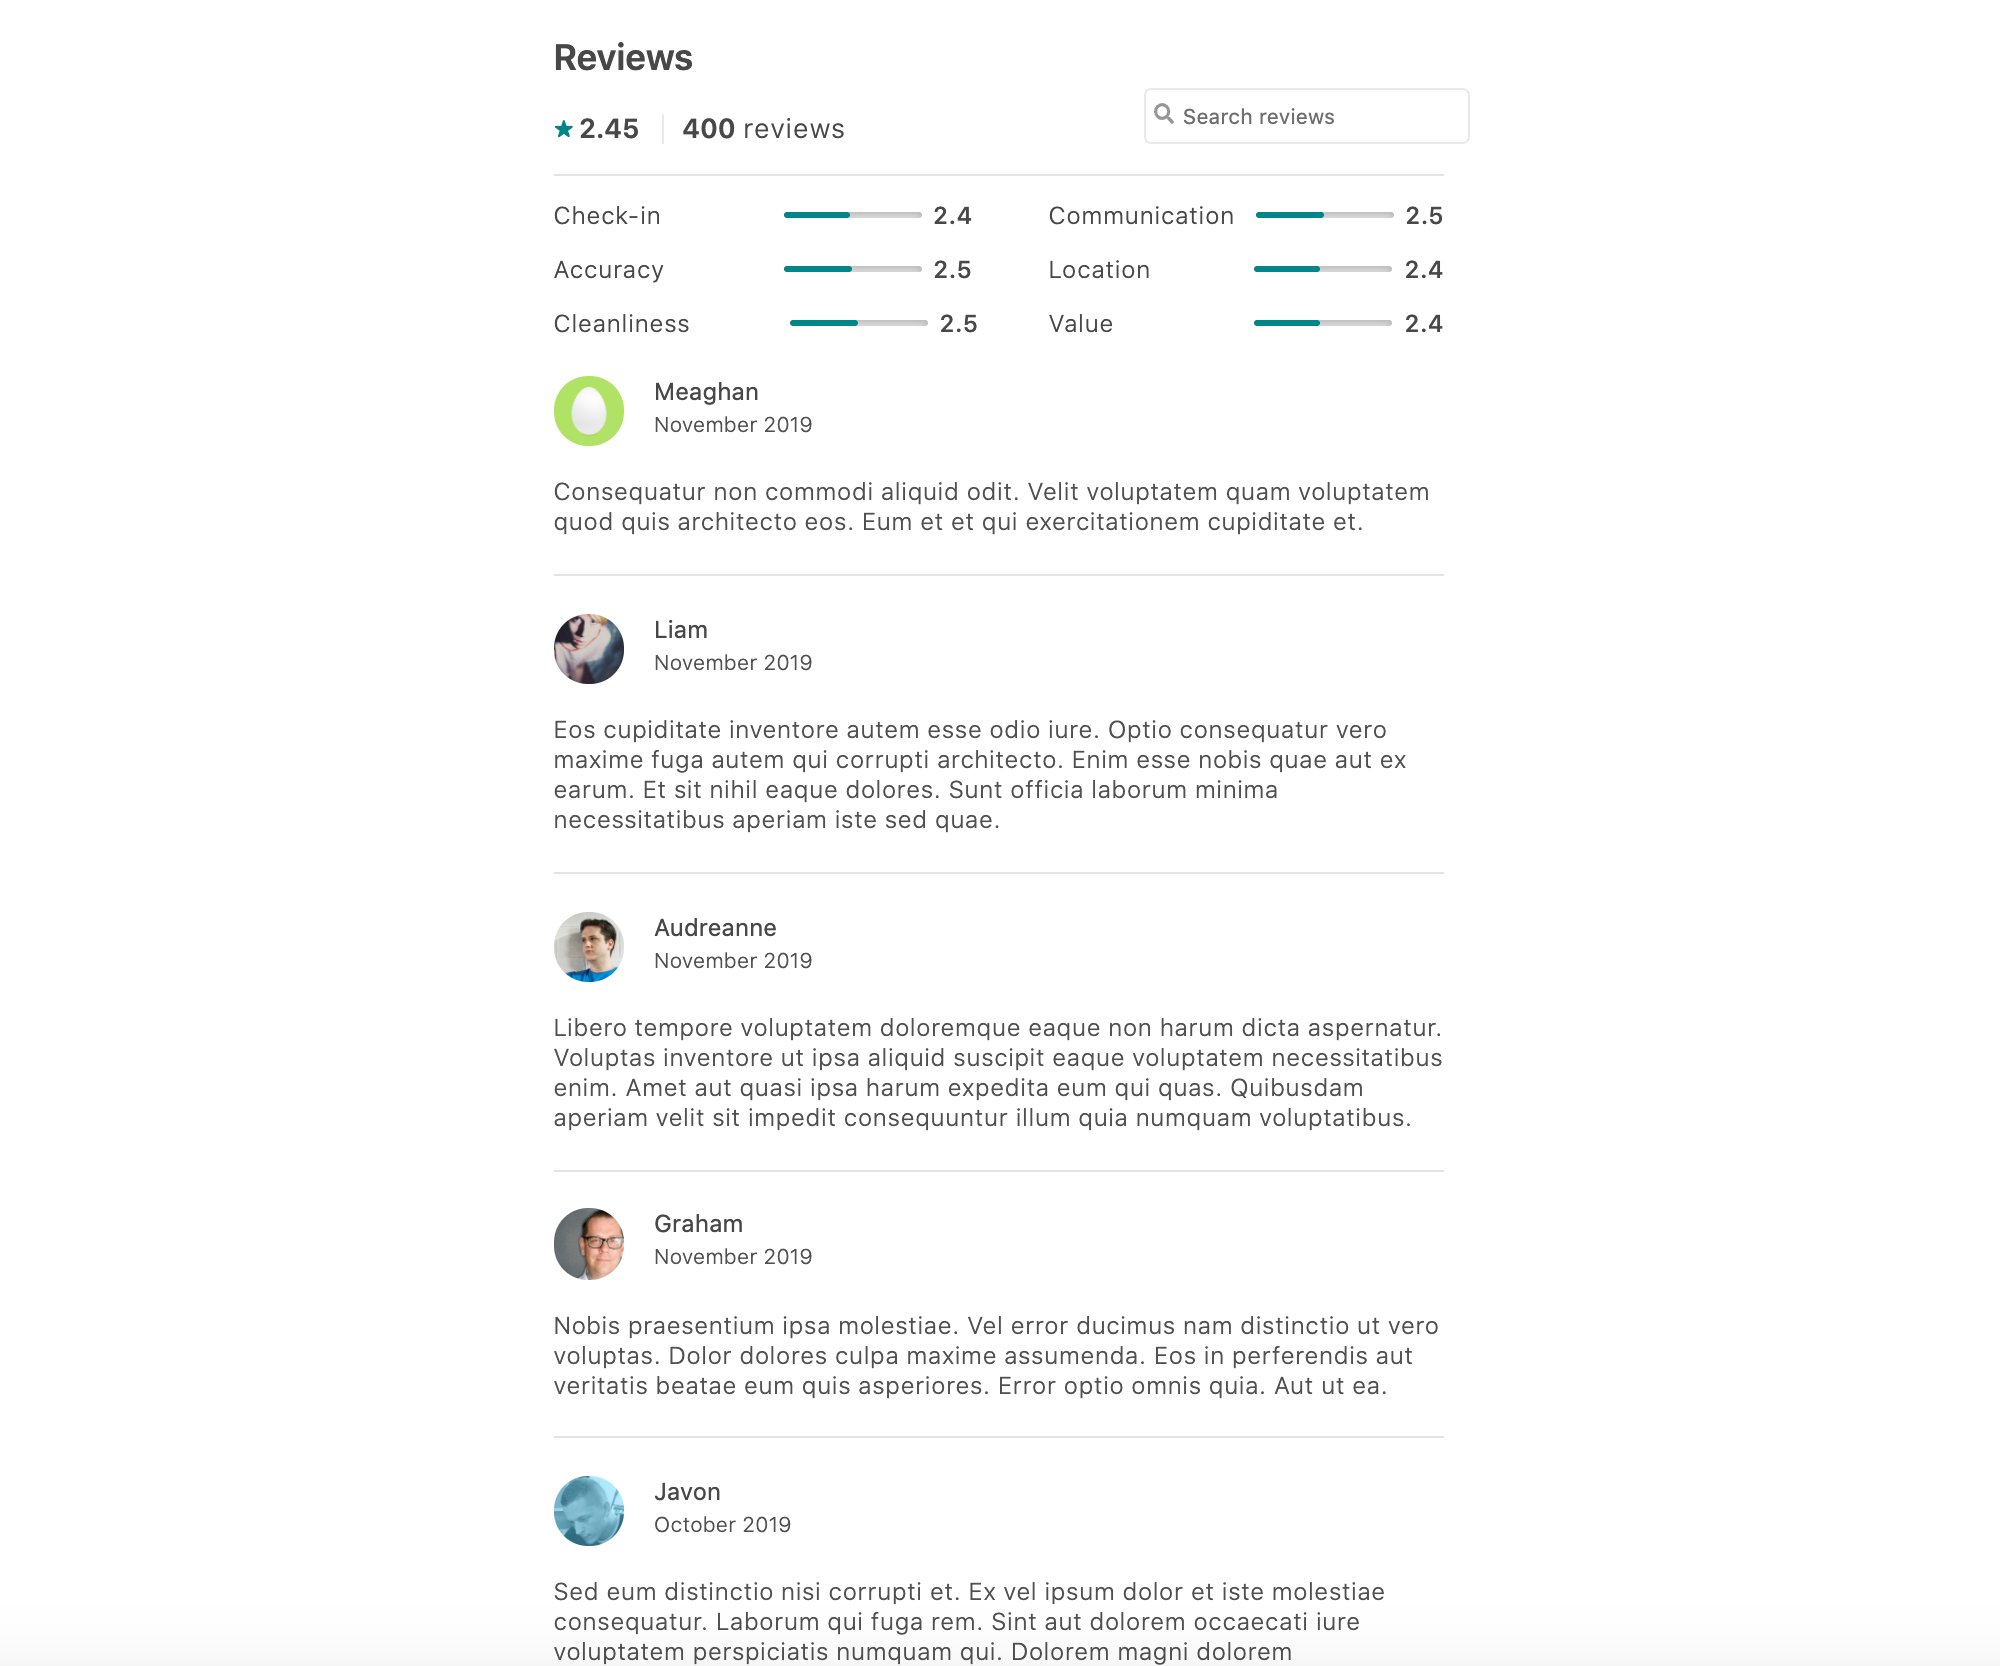 Reviews
2.45 400 reviews
Search reviews
Check-in 2.4 Communication 2.5
Accuracy 2.5 Location 2.4
Cleanliness 2.5 Value 2.4
Meaghan
November 2019
Consequatur non commodi aliquid odit. Velit voluptatem quam voluptatem
quod quis architecto eos. Eum et et qui exercitationem cupiditate et.
Liam
November 2019
Eos cupiditate inventore autem esse odio iure. Optio consequatur vero
maxime fuga autem qui corrupti architecto. Enim esse nobis quae aut ex
earum. Et sit nihil eaque dolores. Sunt officia laborum minima
necessitatibus aperiam iste sed quae.
Audreanne
November 2019
Libero tempore voluptatem doloremque eaque non harum dicta aspernatur.
Voluptas inventore ut ipsa aliquid suscipit eaque voluptatem necessitatibus
enim. Amet aut quasi ipsa harum expedita eum qui quas. Quibusdam
aperiam velit sit impedit consequuntur illum quia numquam voluptatibus.
Graham
November 2019
Nobis praesentium ipsa molestiae. Vel error ducimus nam distinctio ut vero
voluptas. Dolor dolores culpa maxime assumenda. Eos in perferendis aut
veritatis beatae eum quis asperiores. Error optio omnis quia. Aut ut ea.
Javon
October 2019
Sed eum distinctio nisi corrupti et. Ex vel ipsum dolor et iste molestiae
consequatur. Laborum qui fuga rem. Sint aut dolorem occaecati iure
voluptatem perspiciatis numquam qui. Dolorem magni dolorem